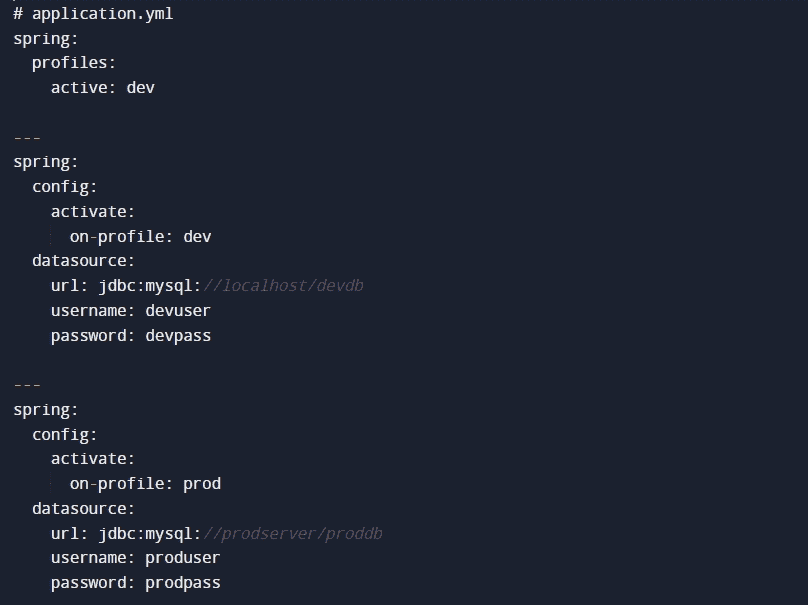 # application.yml
spring:
  profiles:
    active: dev

---
spring:
  config:
    activate:
      on-profile: dev
  datasource:
    url: jdbc:mysql://localhost/devdb
    username: devuser
    password: devpass

---
spring:
  config:
    activate:
      on-profile: prod
  datasource:
    url: jdbc:mysql://prodserver/proddb
    username: produser
    password: prodpass